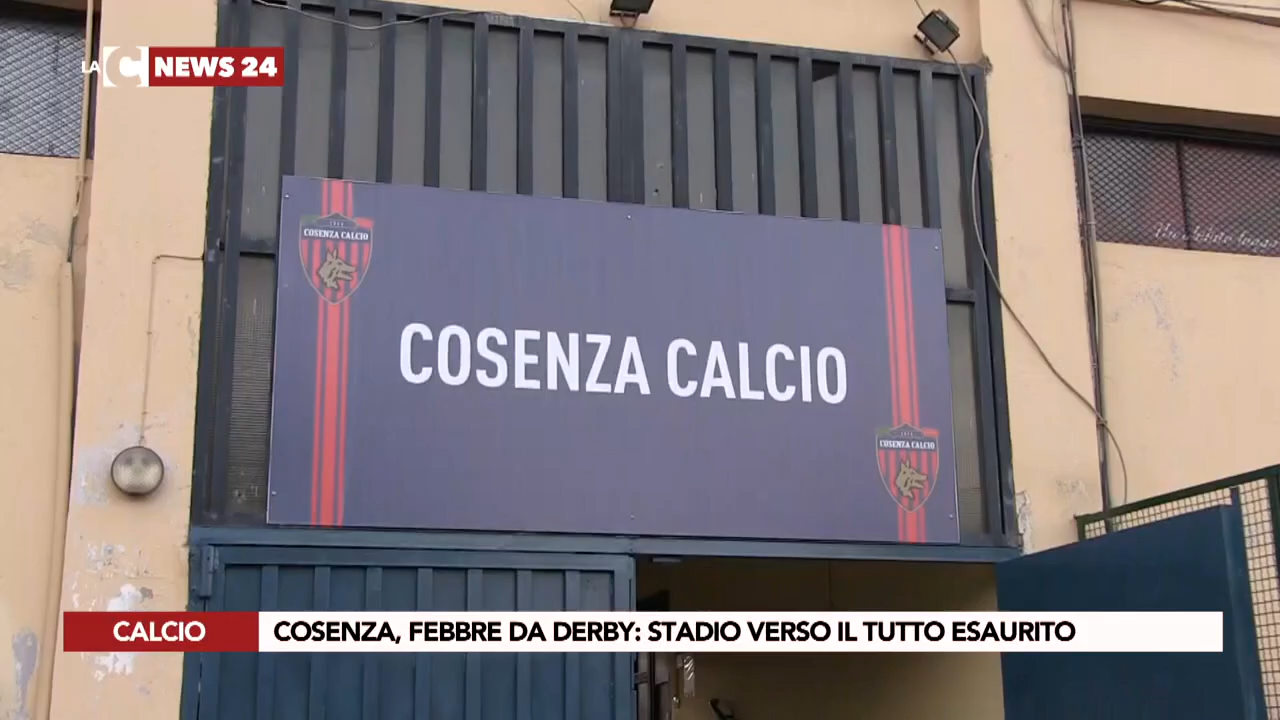 LA C NEWS 24
COSENZA CALCIO
COSENZA CALCIO
COSENZA CALCIO
CALCIO
COSENZA, FEBBRE DA DERBY: STADIO VERSO IL TUTTO ESAURITO